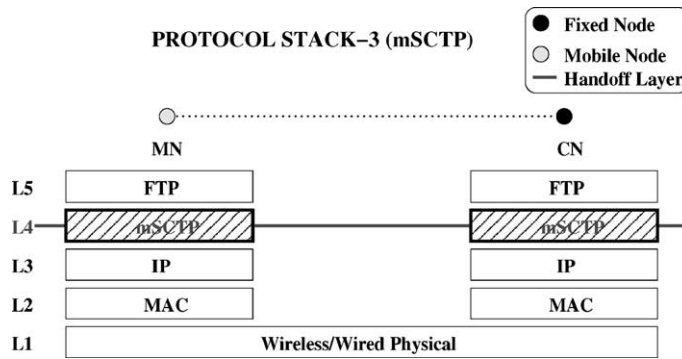 PROTOCOL STACK−3 (mSCTP)
Fixed Node
Mobile Node
Handoff Layer
MN CN
L5 FTP FTP
L4 mSCTP mSCTP
L3 IP IP
L2 MAC MAC
L1 Wireless/Wired Physical